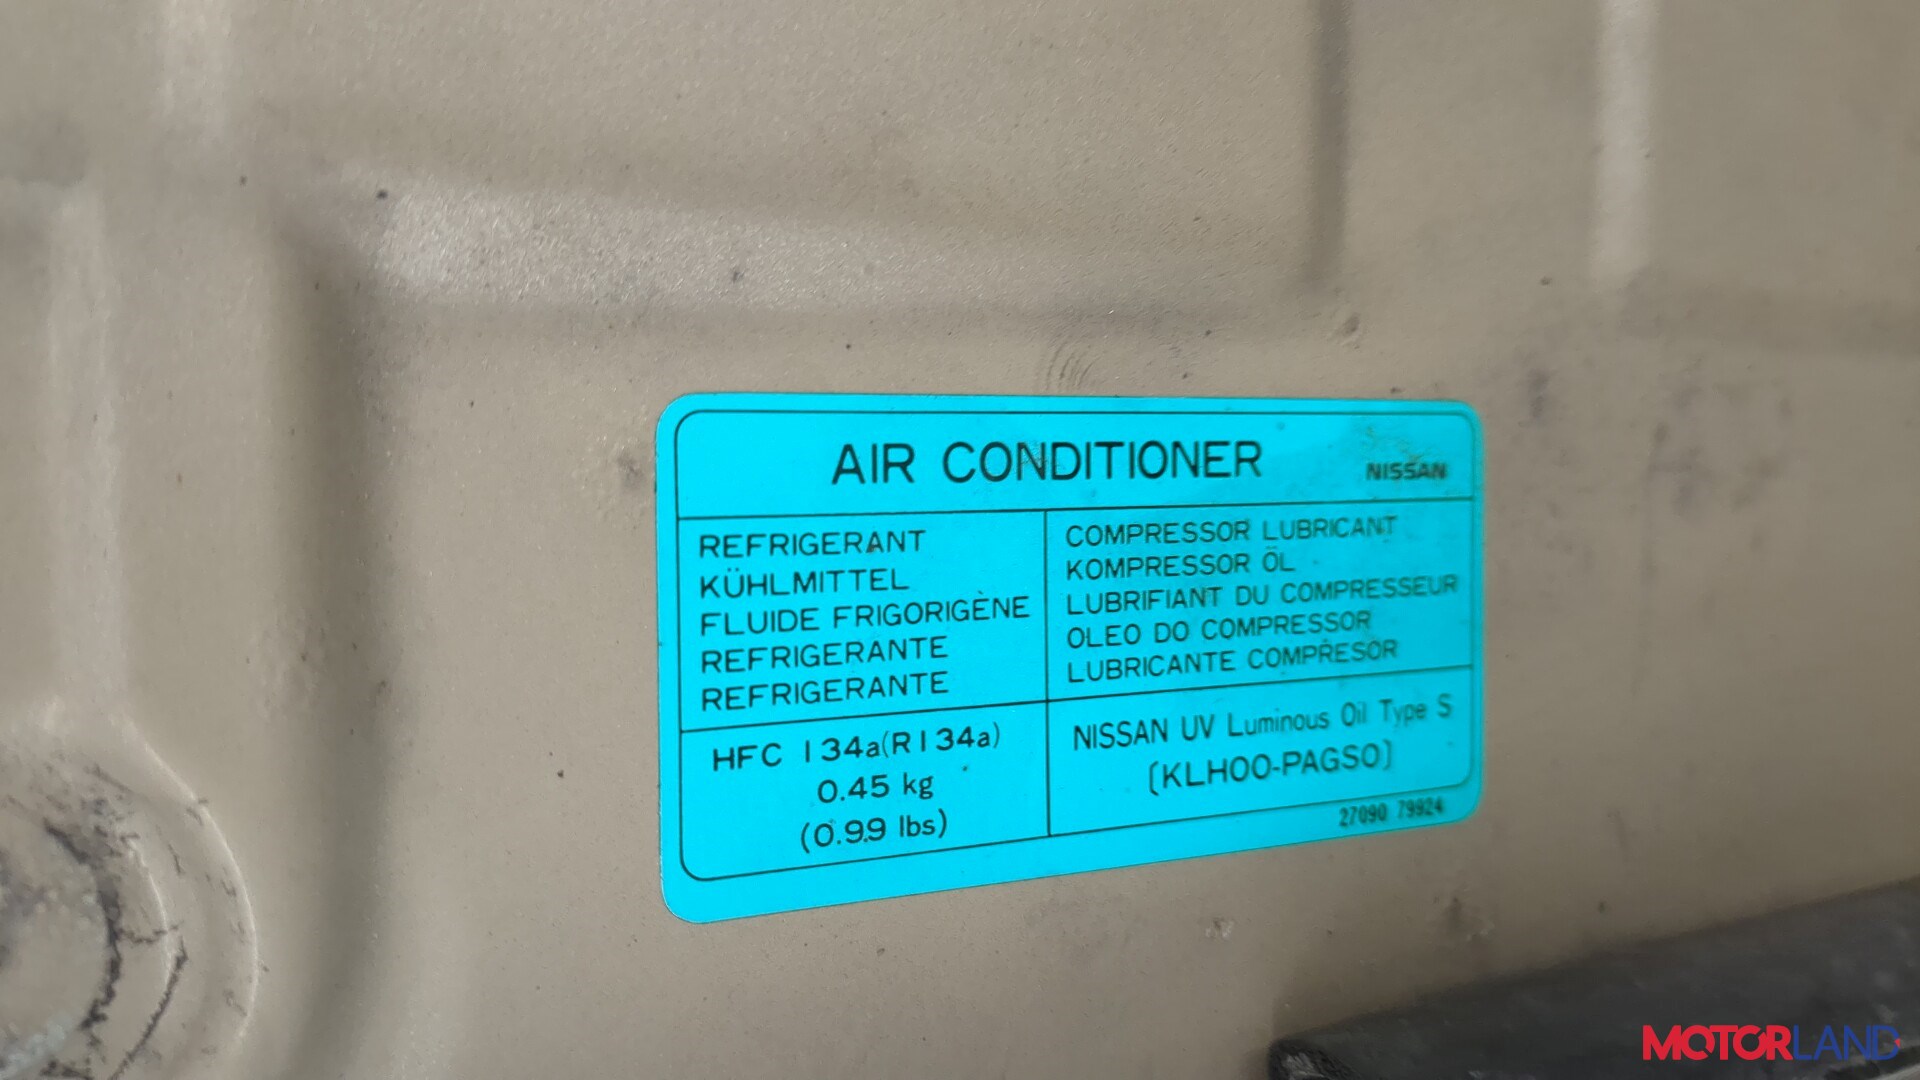 AIR CONDITIONER
NISSAN
REFRIGERANT
KÜHLMITTEL
FLUIDE FRIGORIGÈNE
REFRIGERANTE
REFRIGERANTE
COMPRESSOR LUBRICANT
KOMPRESSOR ÖL
LUBRIFIANT DU COMPRESSEUR
OLEO DO COMPRESSOR
LUBRICANTE COMPRESOR
HFC 134a(R134a)
0.45 kg
(0.99 lbs)
NISSAN UV Luminous Oil Type S
(KLH00-PAGS0)
27090 79924
MOTORLAND